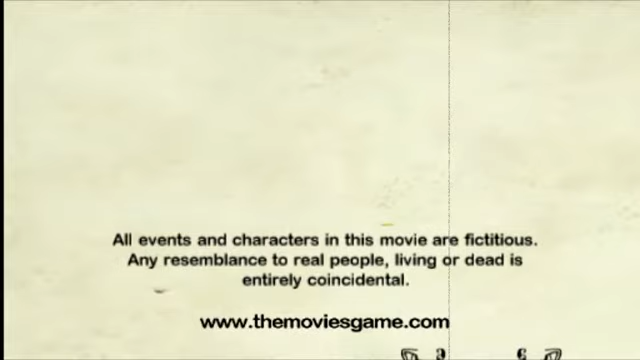 All events and characters in this movie are fictitious.
Any resemblance to real people, living or dead is
entirely coincidental.
www.themoviesgame.com